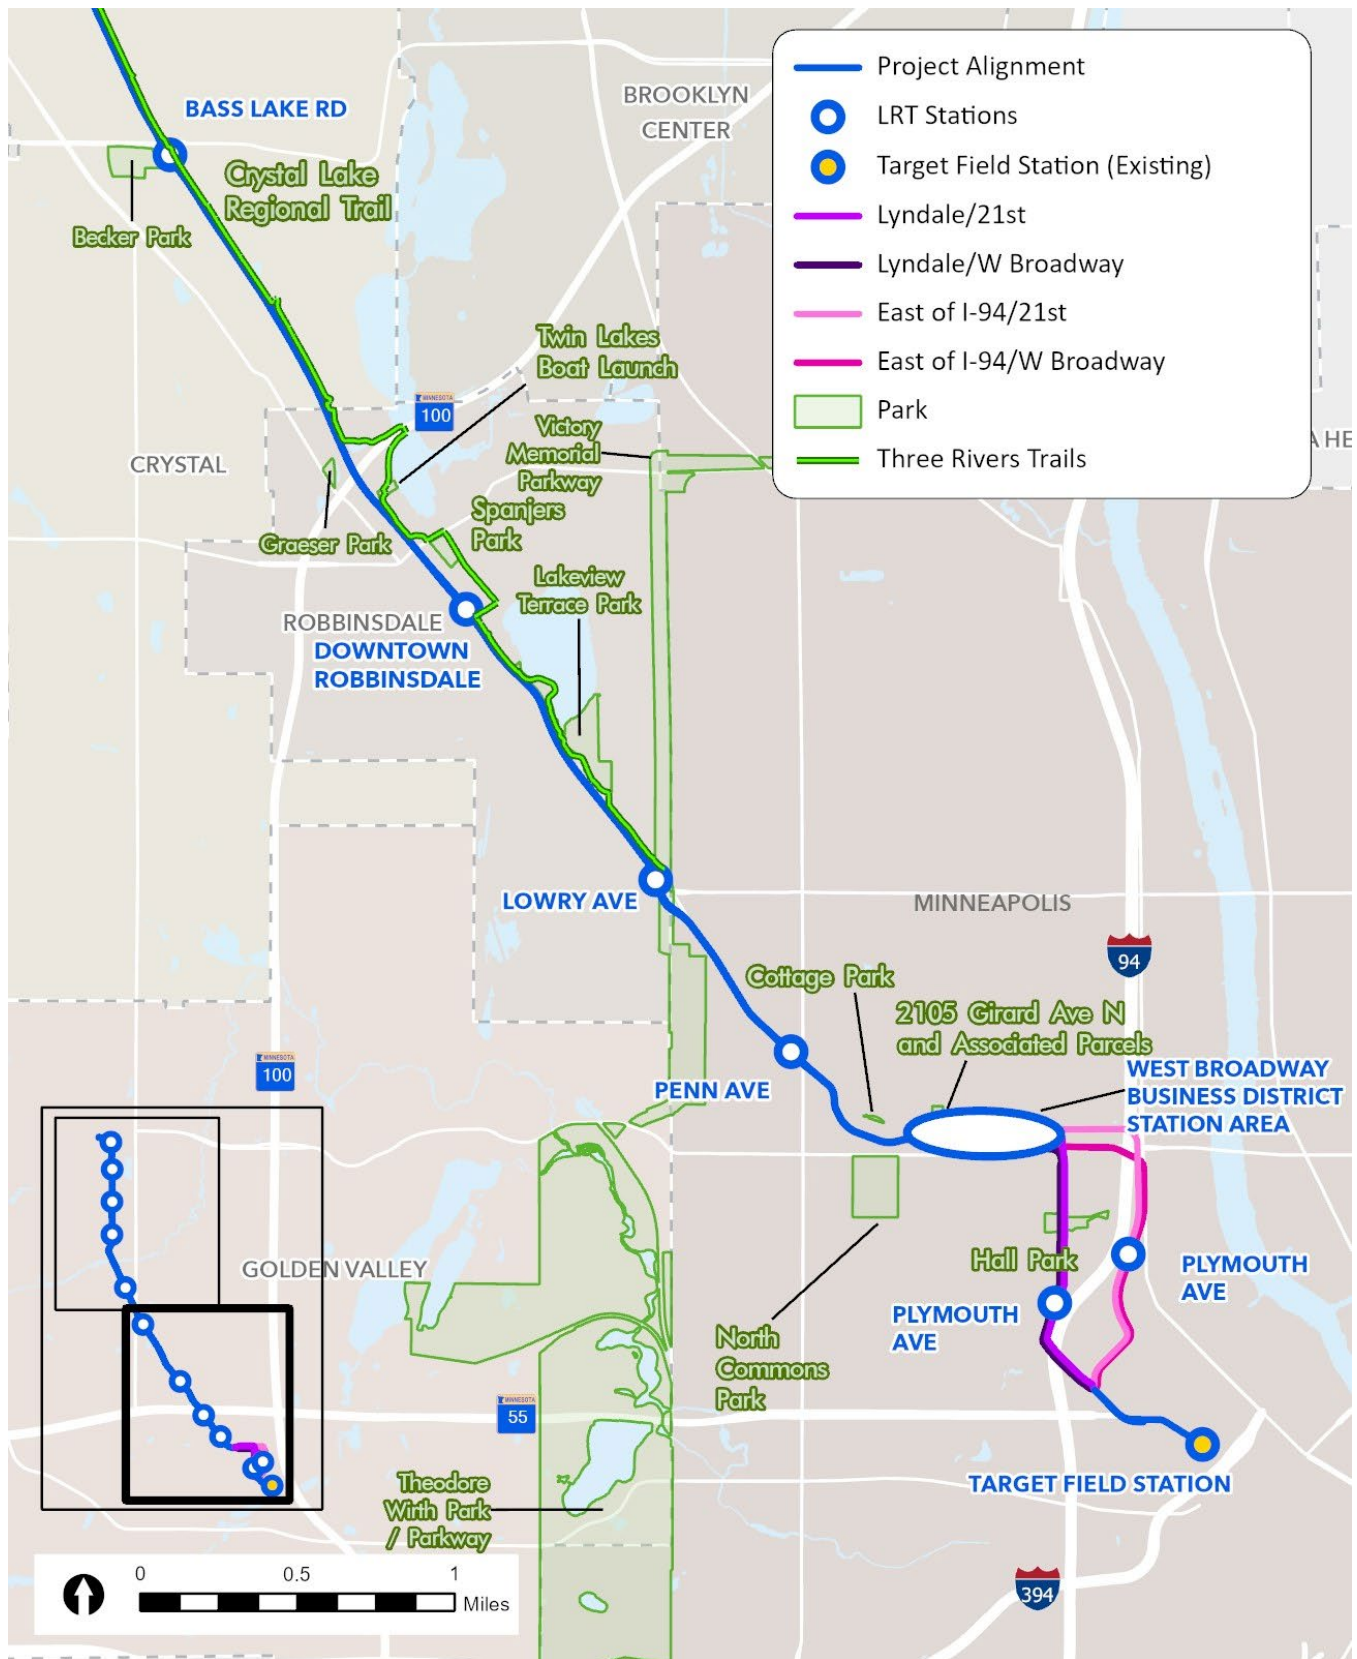 Project Alignment
LRT Stations
Target Field Station (Existing)
Lyndale/21st
Lyndale/W Broadway
East of I-94/21st
East of I-94/W Broadway
Park
Three Rivers Trails
BASS LAKE RD
BROOKLYN
CENTER
Crystal Lake
Regional Trail
Becker Park
Twin Lakes
Boat Launch
MINNESOTA
100
Victory
Memorial
Parkway
CRYSTAL
A HE
Spanjers
Park
Graeser Park
Lakeview
Terrace Park
ROBBINSDALE
DOWNTOWN
ROBBINSDALE
LOWRY AVE
MINNEAPOLIS
94
Cottage Park
2105 Girard Ave N
and Associated Parcels
MINNESOTA
100
PENN AVE
WEST BROADWAY
BUSINESS DISTRICT
STATION AREA
GOLDEN VALLEY
Hall Park
PLYMOUTH
AVE
PLYMOUTH
AVE
North
Commons
Park
MINNESOTA
55
TARGET FIELD STATION
Theodore
Wirth Park
/ Parkway
394
0 0.5 1
Miles